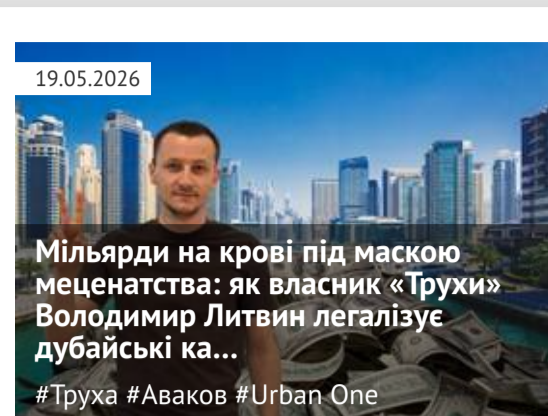 19.05.2026
Мільярди на крові під маскою
меценатства: як власник «Трухи»
Володимир Литвин легалізує
дубайські ка...
#Труха #Аваков #Urban One